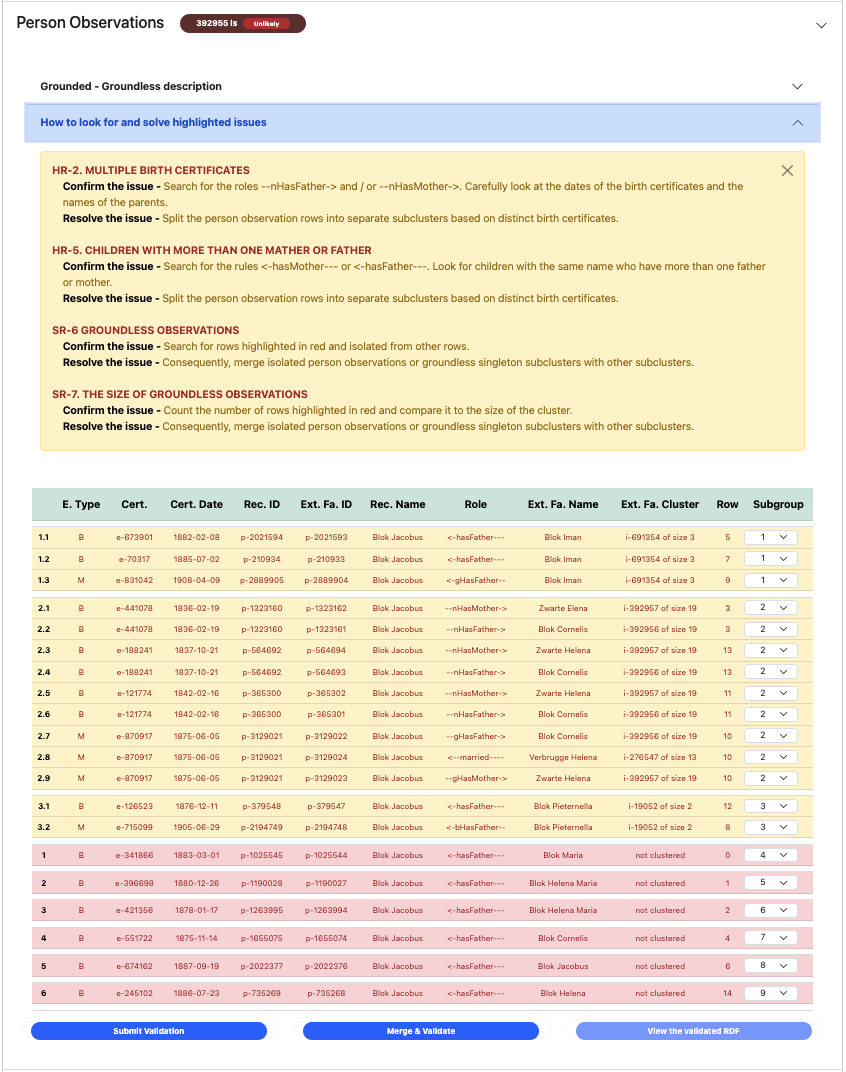 Person Observations 392955 is Unlikely
Grounded - Groundless description
How to look for and solve highlighted issues
HR-2. MULTIPLE BIRTH CERTIFICATES
Confirm the issue - Search for the roles --nHasFather-> and / or --nHasMother->. Carefully look at the dates of the birth certificates and the
names of the parents.
Resolve the issue - Split the person observation rows into separate subclusters based on distinct birth certificates.
HR-5. CHILDREN WITH MORE THAN ONE MATHER OR FATHER
Confirm the issue - Search for the rules <-hasMother--- or <-hasFather---. Look for children with the same name who have more than one father
or mother.
Resolve the issue - Split the person observation rows into separate subclusters based on distinct birth certificates.
SR-6 GROUNDLESS OBSERVATIONS
Confirm the issue - Search for rows highlighted in red and isolated from other rows.
Resolve the issue - Consequently, merge isolated person observations or groundless singleton subclusters with other subclusters.
SR-7. THE SIZE OF GROUNDLESS OBSERVATIONS
Confirm the issue - Count the number of rows highlighted in red and compare it to the size of the cluster.
Resolve the issue - Consequently, merge isolated person observations or groundless singleton subclusters with other subclusters.
E. Type Cert. Cert. Date Rec. ID Ext. Fa. ID Rec. Name Role Ext. Fa. Name Ext. Fa. Cluster Row Subgroup
1.1 B e-673901 1882-02-08 p-2021594 p-2021593 Blok Jacobus <-hasFather--- Blok Iman i-691354 of size 3 5 1
1.2 B e-70317 1885-07-02 p-210934 p-210933 Blok Jacobus <-hasFather--- Blok Iman i-691354 of size 3 7 1
1.3 M e-831042 1908-04-09 p-2889905 p-2889904 Blok Jacobus <-gHasFather-- Blok Iman i-691354 of size 3 9 1
2.1 B e-441078 1836-02-19 p-1323160 p-1323162 Blok Jacobus --nHasMother-> Zwarte Elena i-392957 of size 19 3 2
2.2 B e-441078 1836-02-19 p-1323160 p-1323161 Blok Jacobus --nHasFather-> Blok Cornelis i-392956 of size 19 3 2
2.3 B e-188241 1837-10-21 p-564692 p-564694 Blok Jacobus --nHasMother-> Zwarte Helena i-392957 of size 19 13 2
2.4 B e-188241 1837-10-21 p-564692 p-564693 Blok Jacobus --nHasFather-> Blok Cornelis i-392956 of size 19 13 2
2.5 B e-121774 1842-02-16 p-365300 p-365302 Blok Jacobus --nHasMother-> Zwarte Helena i-392957 of size 19 11 2
2.6 B e-121774 1842-02-16 p-365300 p-365301 Blok Jacobus --nHasFather-> Blok Cornelis i-392956 of size 19 11 2
2.7 M e-870917 1875-06-05 p-3129021 p-3129022 Blok Jacobus --gHasFather-> Blok Cornelis i-392956 of size 19 10 2
2.8 M e-870917 1875-06-05 p-3129021 p-3129024 Blok Jacobus <--married---- Verbrugge Helena i-276547 of size 13 10 2
2.9 M e-870917 1875-06-05 p-3129021 p-3129023 Blok Jacobus --gHasMother-> Zwarte Helena i-392957 of size 19 10 2
3.1 B e-126523 1876-12-11 p-379548 p-379547 Blok Jacobus <-hasFather--- Blok Pieternella i-19052 of size 2 12 3
3.2 M e-715099 1905-06-29 p-2194749 p-2194748 Blok Jacobus <-bHasFather--- Blok Pieternella i-19052 of size 2 8 3
1 B e-341866 1883-03-01 p-1025545 p-1025544 Blok Jacobus <-hasFather--- Blok Maria not clustered 0 4
2 B e-396698 1880-12-26 p-1190028 p-1190027 Blok Jacobus <-hasFather--- Blok Helena Maria not clustered 1 5
3 B e-421356 1878-01-17 p-1263995 p-1263994 Blok Jacobus <-hasFather--- Blok Helena Maria not clustered 2 6
4 B e-551722 1875-11-14 p-1655075 p-1655074 Blok Jacobus <-hasFather--- Blok Cornelis not clustered 4 7
5 B e-674162 1887-09-19 p-2022377 p-2022376 Blok Jacobus <-hasFather--- Blok Jacobus not clustered 6 8
6 B e-245102 1886-07-23 p-735269 p-735268 Blok Jacobus <-hasFather--- Blok Helena not clustered 14 9
Submit Validation Merge & Validate View the validated RDF